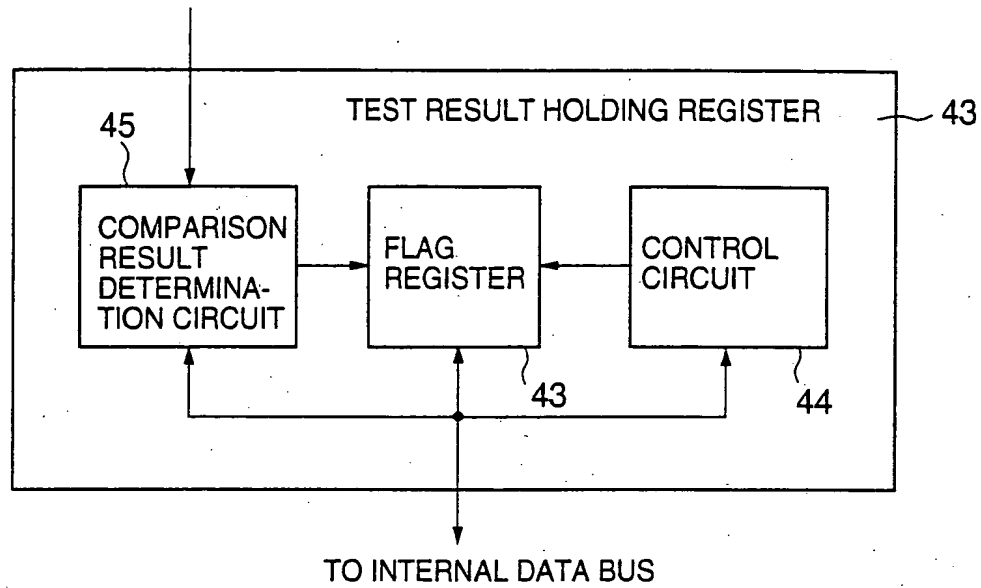 TEST RESULT HOLDING REGISTER
43
45
COMPARISON
RESULT
DETERMINA-
TION CIRCUIT
FLAG
REGISTER
CONTROL
CIRCUIT
43
44
TO INTERNAL DATA BUS